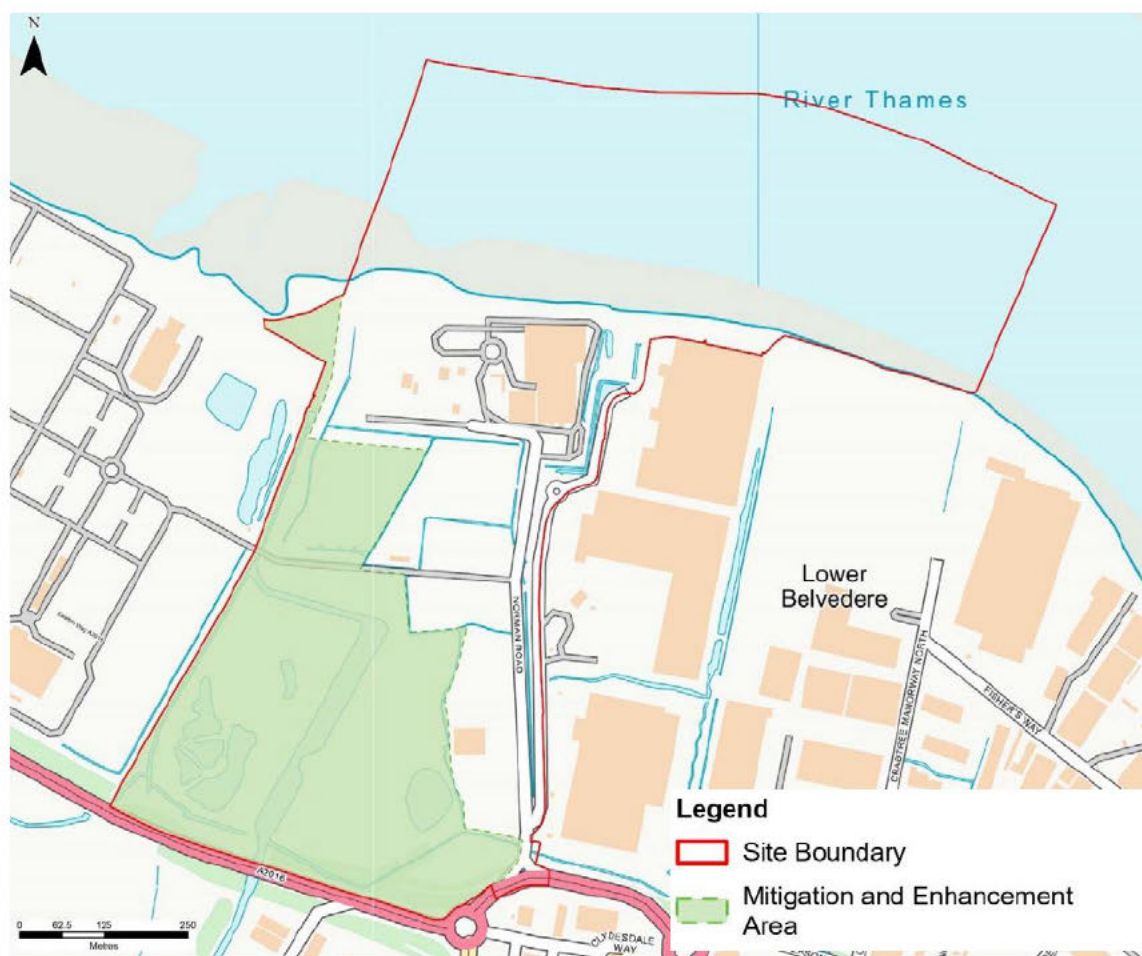 N
River Thames
Lower
Belvedere
NORMAN ROAD
CRABTREE MANORWAY NORTH
FISHER'S WAY
A2016
CLYDESDALE
WAY
0 62.5 125 250
Metres
Legend
Site Boundary
Mitigation and Enhancement
Area